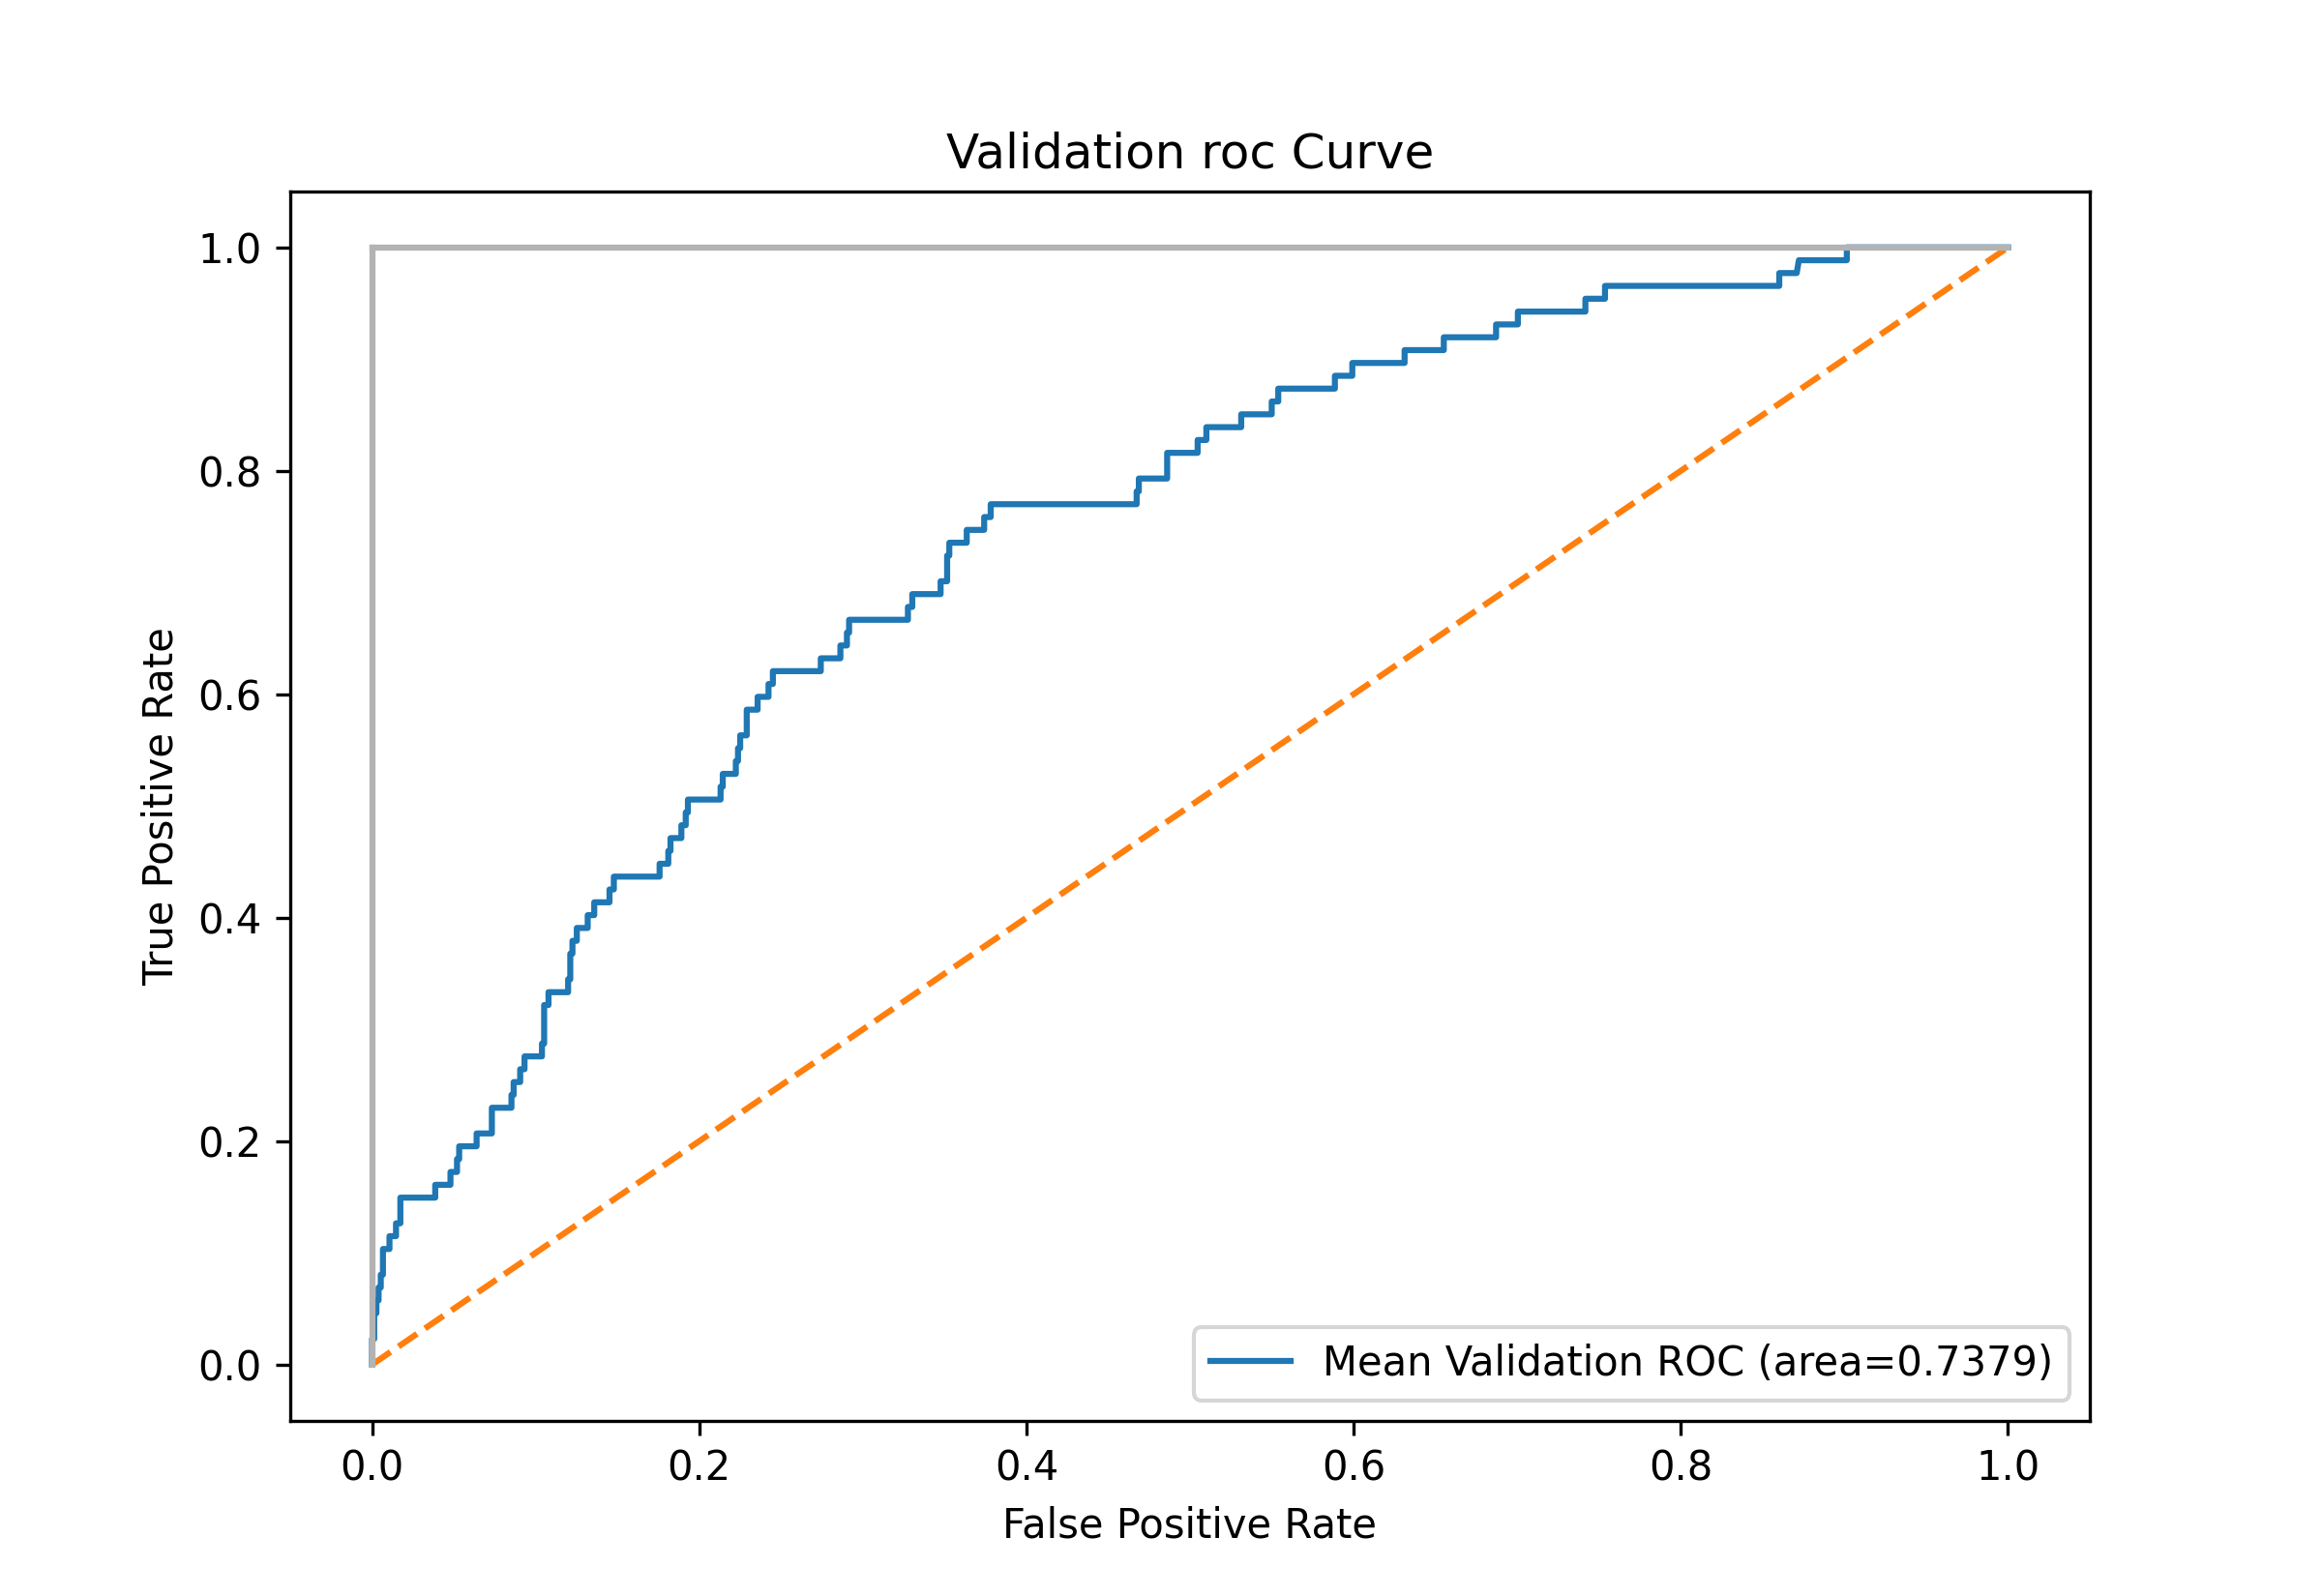 Validation roc Curve
1.0
0.8
0.6
0.4
0.2
0.0
True Positive Rate
Mean Validation ROC (area=0.7379)
0.0 0.2 0.4 0.6 0.8 1.0
False Positive Rate